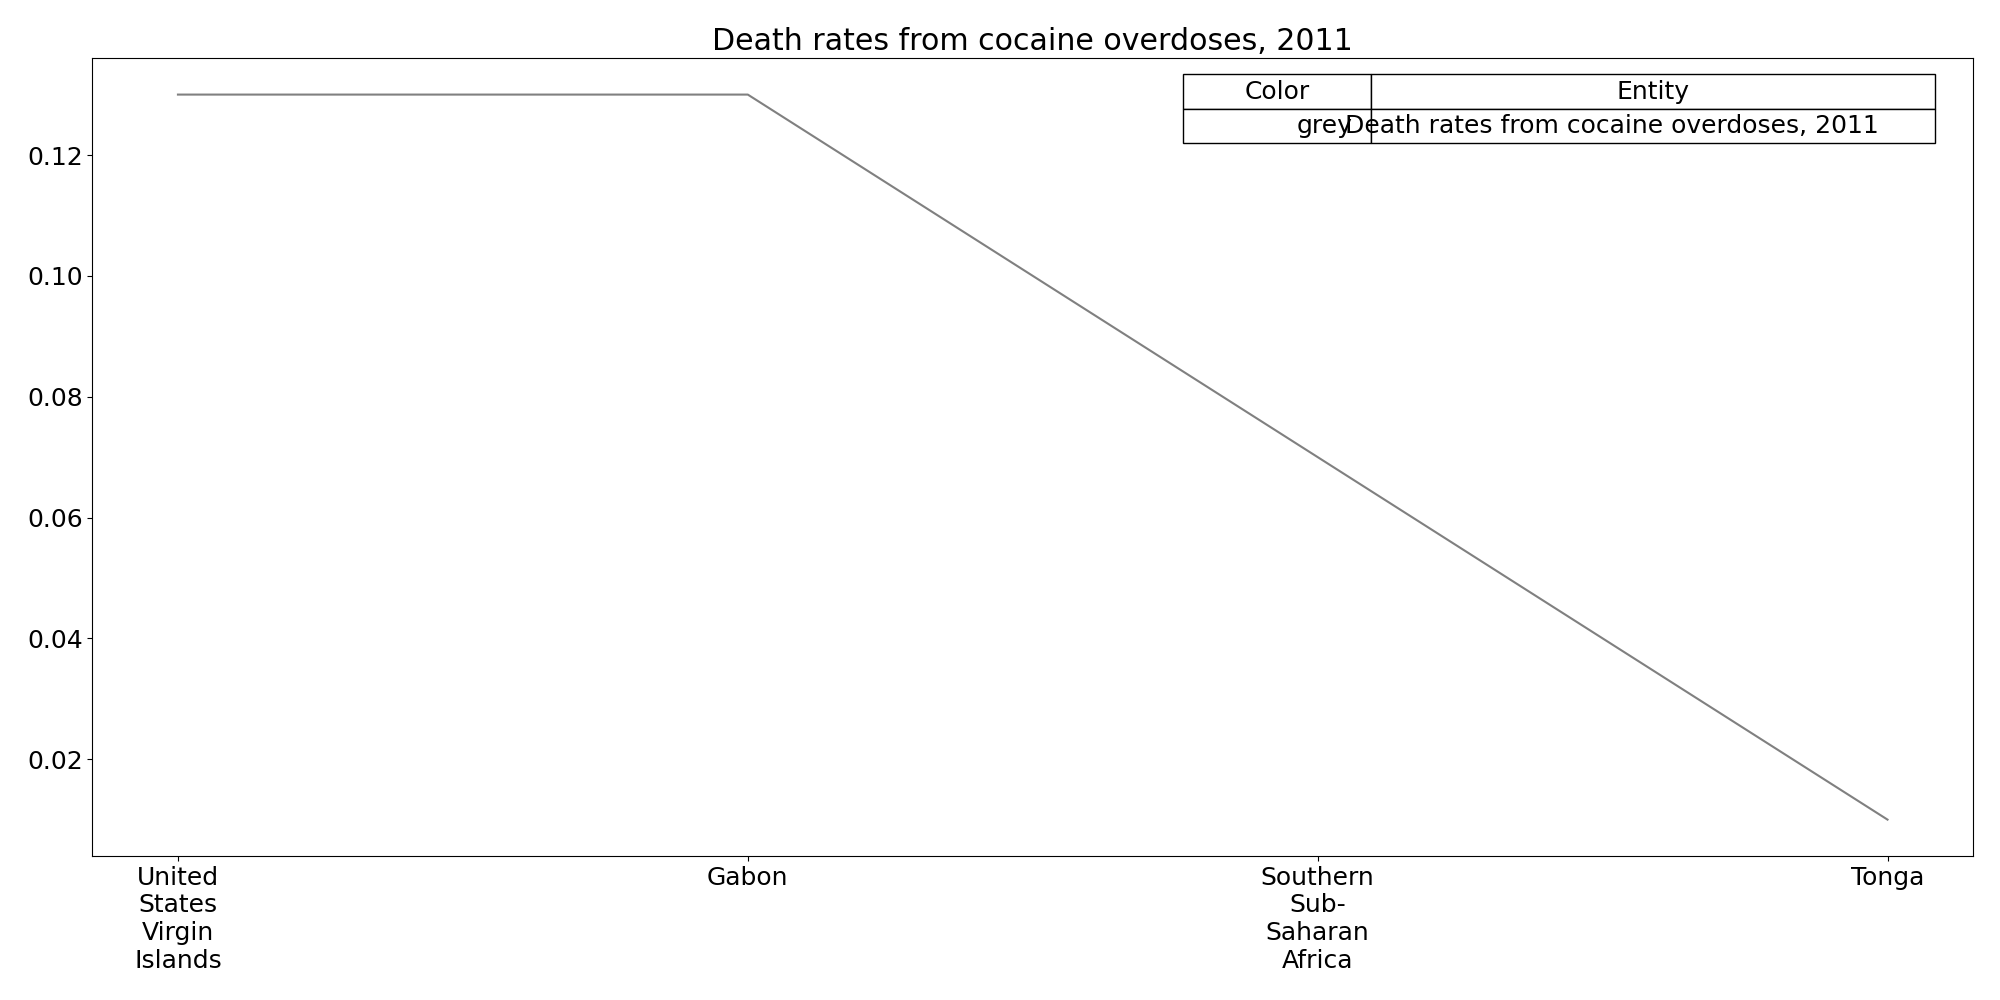 Death rates from cocaine overdoses, 2011
Color Entity
grey Death rates from cocaine overdoses, 2011
0.12
0.10
0.08
0.06
0.04
0.02
United
States
Virgin
Islands
Gabon
Southern
Sub-
Saharan
Africa
Tonga